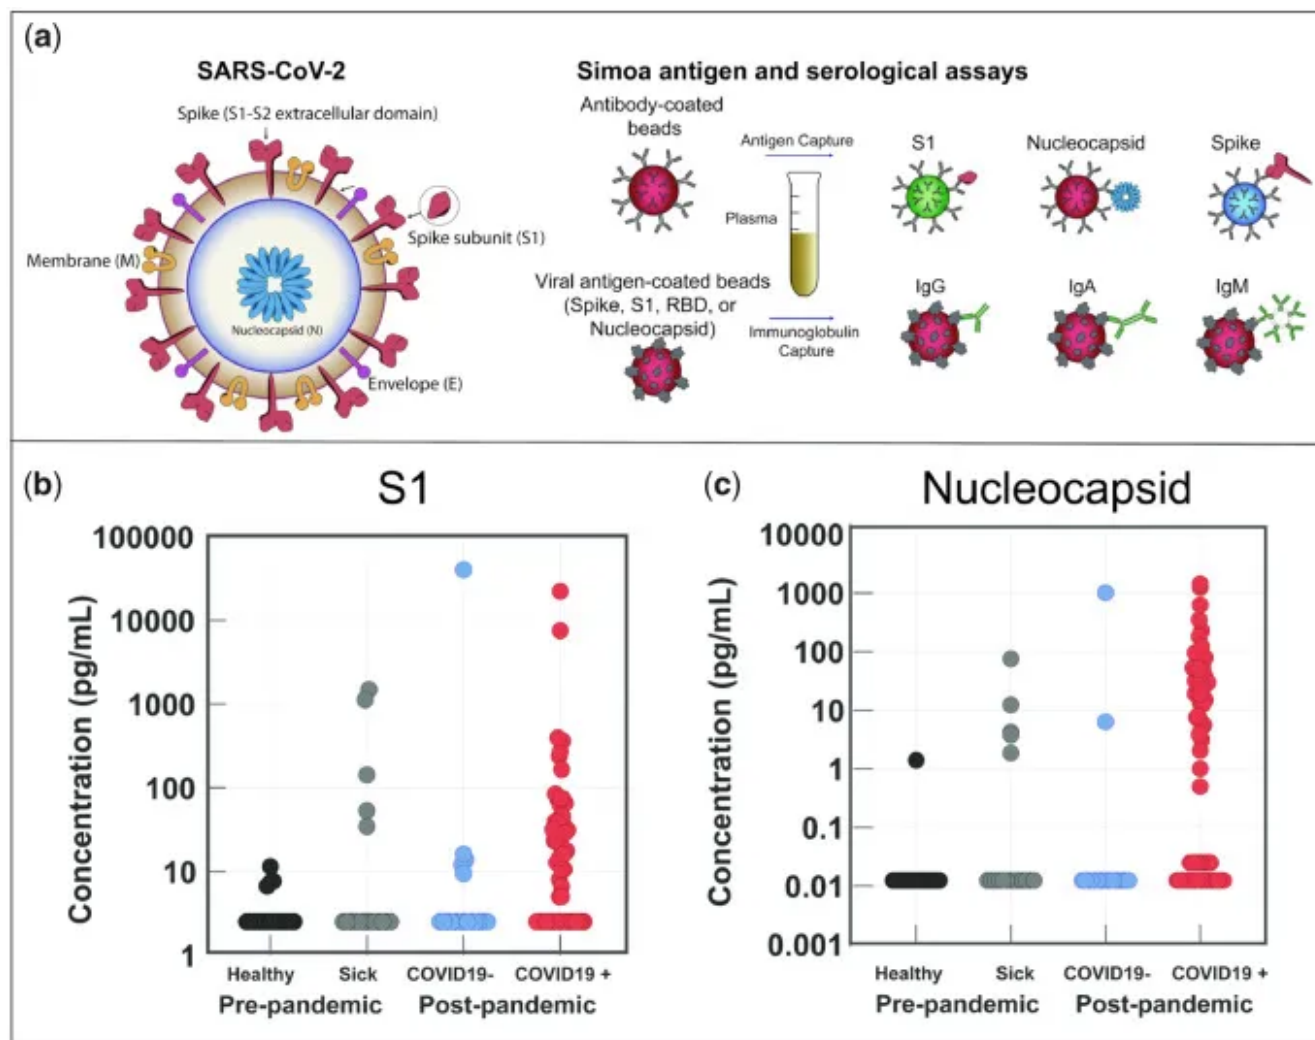 (a)
SARS-CoV-2
Spike (S1-S2 extracellular domain)
Spike subunit (S1)
Membrane (M)
Nucleocapsid (N)
Envelope (E)
Simoa antigen and serological assays
Antibody-coated
beads
Antigen Capture
Plasma
Viral antigen-coated beads
(Spike, S1, RBD, or
Nucleocapsid)
Immunoglobulin
Capture
S1
Nucleocapsid
Spike
IgG
IgA
IgM
(b)
S1
Concentration (pg/mL)
100000
10000
1000
100
10
1
Healthy
Sick
COVID19-
COVID19 +
Pre-pandemic
Post-pandemic
(c)
Nucleocapsid
Concentration (pg/mL)
10000
1000
100
10
1
0.1
0.01
0.001
Healthy
Sick
COVID19-
COVID19 +
Pre-pandemic
Post-pandemic